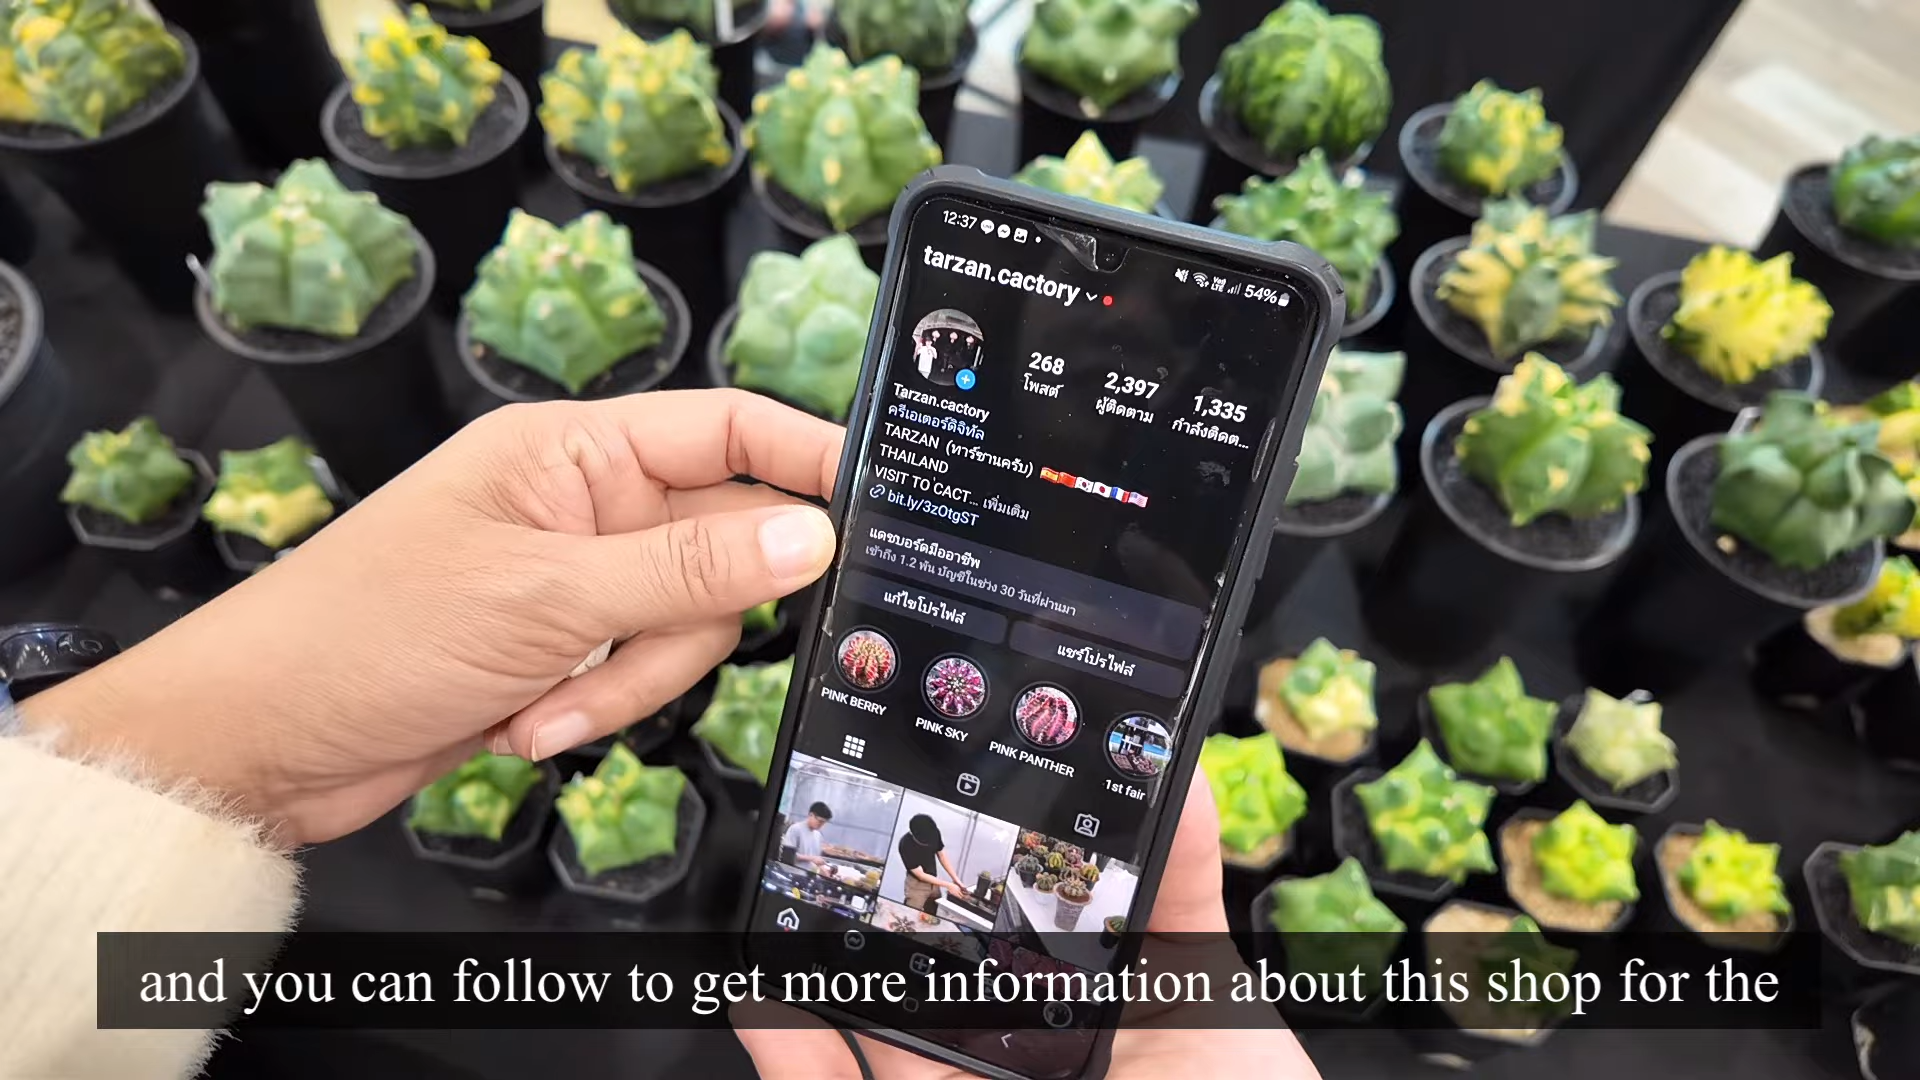 12:37
54%
tarzan.cactory
268
โพสต์
2,397
ผู้ติดตาม
1,335
กำลังติดต...
Tarzan.cactory
ครีเอเตอร์ดิจิทัล
TARZAN (ทาร์ซานครับ)
THAILAND
VISIT TO CACT... เพิ่มเติม
bit.ly/3zOtgST
แดชบอร์ดมืออาชีพ
เข้าถึง 1.2 พัน บัญชีในช่วง 30 วันที่ผ่านมา
แก้ไขโปรไฟล์
แชร์โปรไฟล์
PINK BERRY
PINK SKY
PINK PANTHER
1st fair
and you can follow to get more information about this shop for the